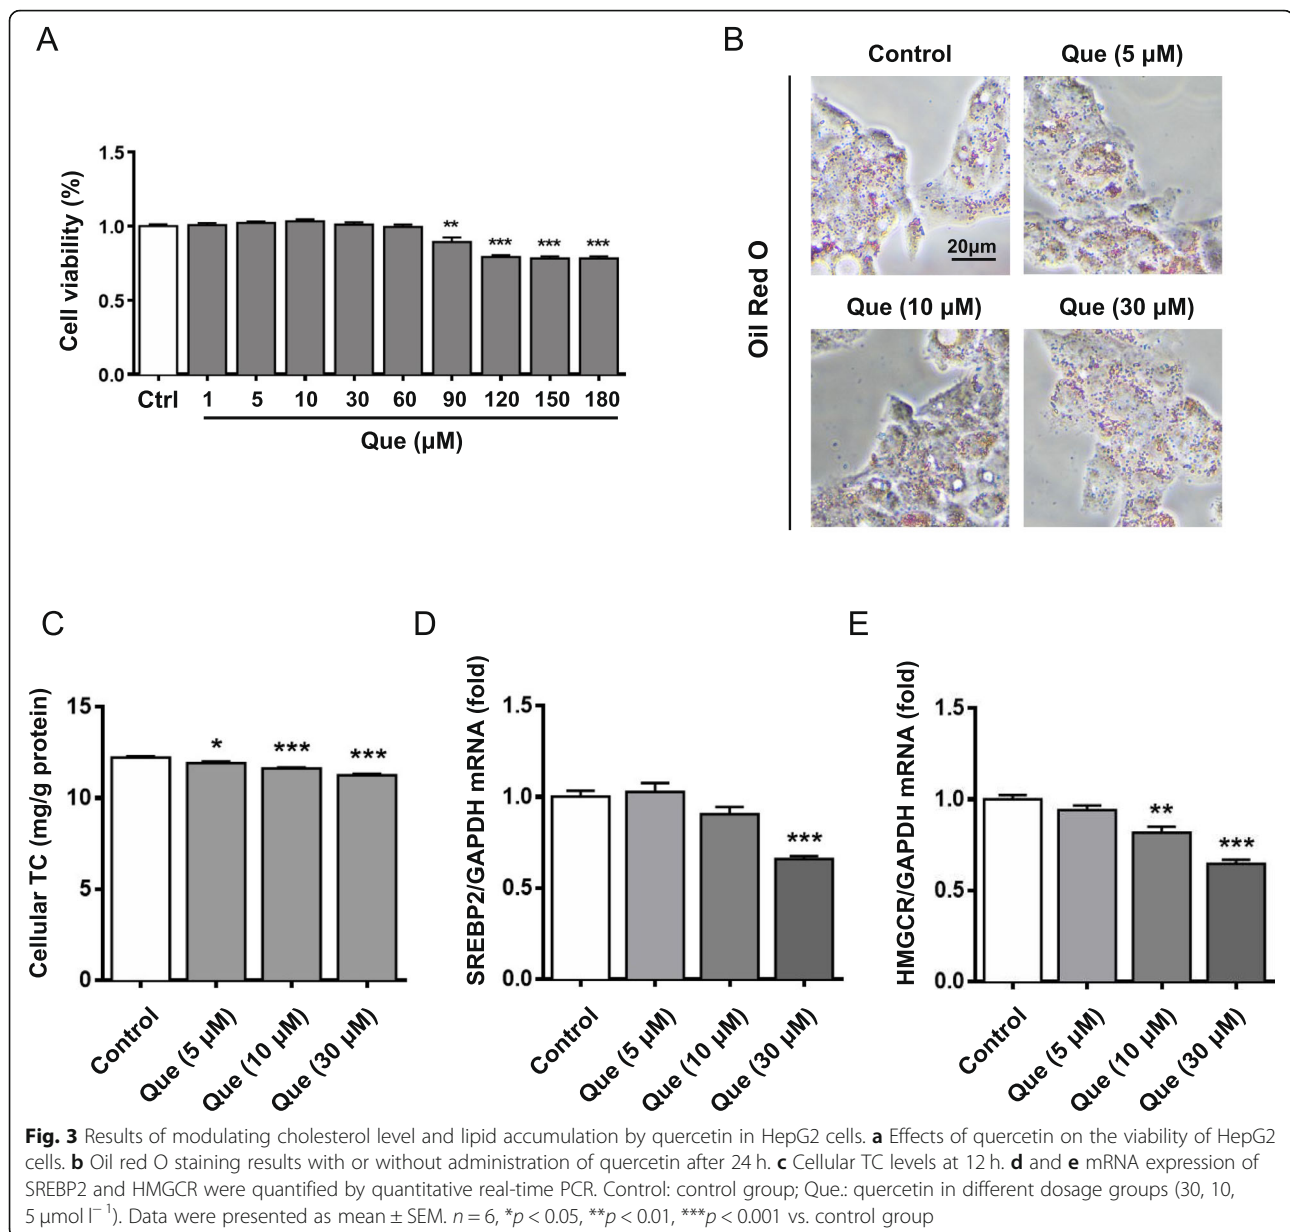 A
Cell viability (%)
1.5
1.0
0.5
0.0
** *** *** ***
Ctrl 1 5 10 30 60 90 120 150 180
Que (µM)
B
Oil Red O
Control Que (5 µM)
20µm
Que (10 µM) Que (30 µM)
C
Cellular TC (mg/g protein)
15
10
5
0
* *** ***
Control Que (5 µM) Que (10 µM) Que (30 µM)
D
SREBP2/GAPDH mRNA (fold)
1.5
1.0
0.5
0.0
***
Control Que (5 µM) Que (10 µM) Que (30 µM)
E
HMGCR/GAPDH mRNA (fold)
1.5
1.0
0.5
0.0
** ***
Control Que (5 µM) Que (10 µM) Que (30 µM)
Fig. 3 Results of modulating cholesterol level and lipid accumulation by quercetin in HepG2 cells. a Effects of quercetin on the viability of HepG2
cells. b Oil red O staining results with or without administration of quercetin after 24 h. c Cellular TC levels at 12 h. d and e mRNA expression of
SREBP2 and HMGCR were quantified by quantitative real-time PCR. Control: control group; Que.: quercetin in different dosage groups (30, 10,
5 µmol l⁻¹). Data were presented as mean ± SEM. n = 6, *p < 0.05, **p < 0.01, ***p < 0.001 vs. control group